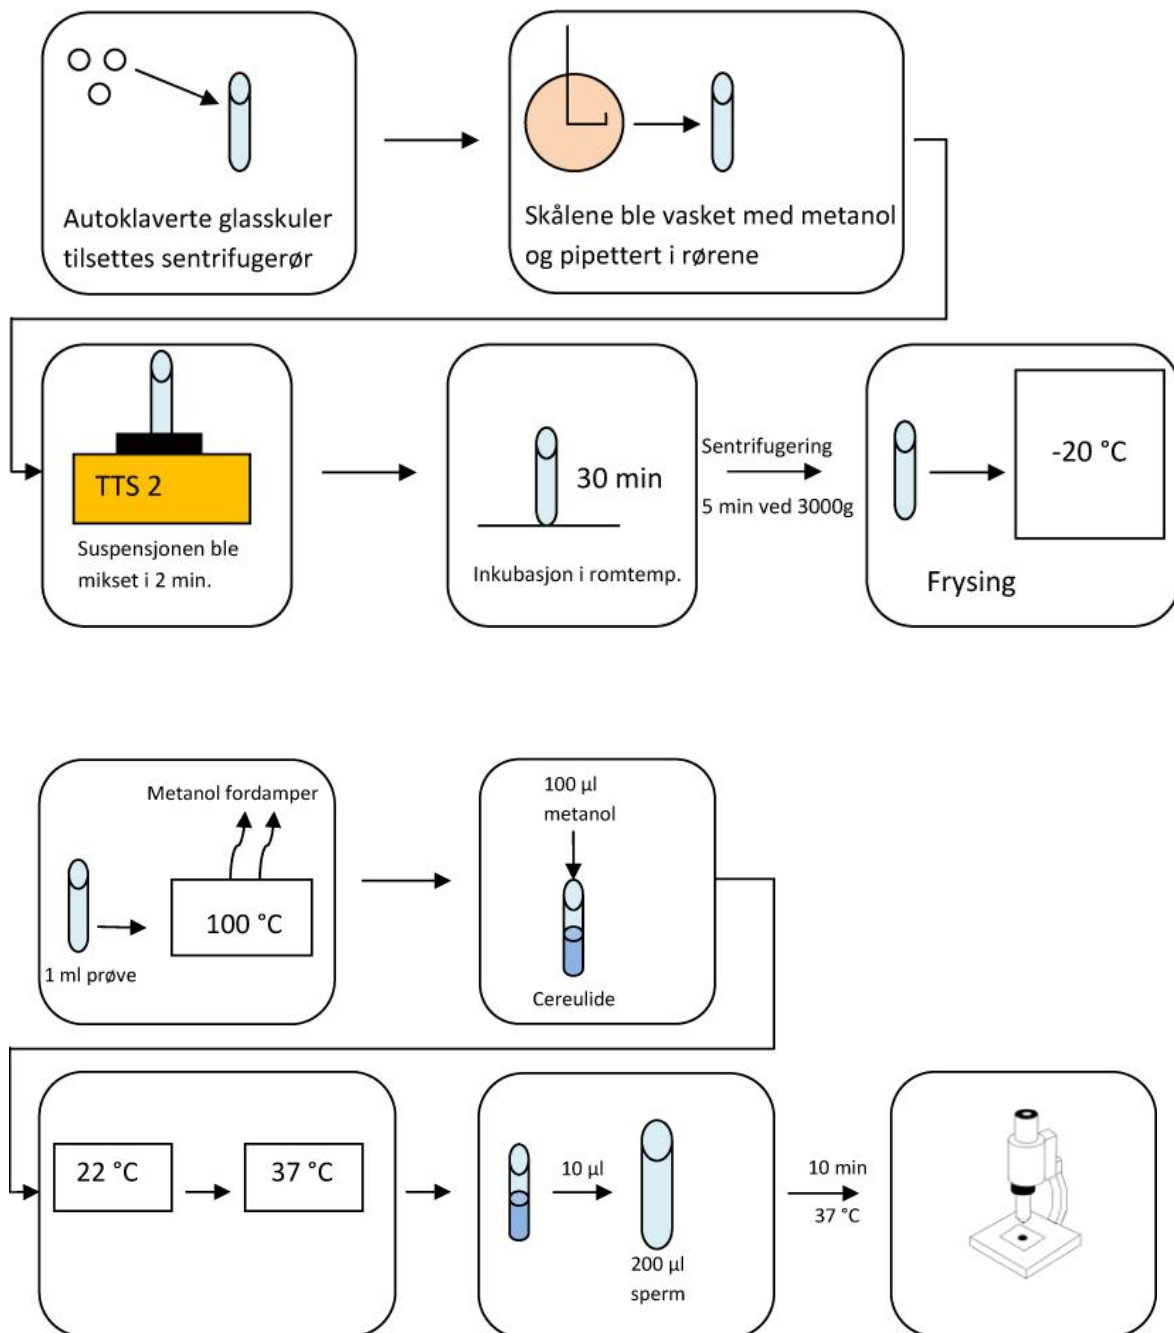 Autoklaverte glasskuler
tilsettes sentrifugerør
Skålene ble vasket med metanol
og pipettert i rørene
TTS 2
Suspensjonen ble
mikset i 2 min.
30 min
Inkubasjon i romtemp.
Sentrifugering
5 min ved 3000g
-20 °C
Frysing
Metanol fordamper
100 °C
1 ml prøve
100 µl
metanol
Cereulide
22 °C
37 °C
10 µl
200 µl
sperm
10 min
37 °C